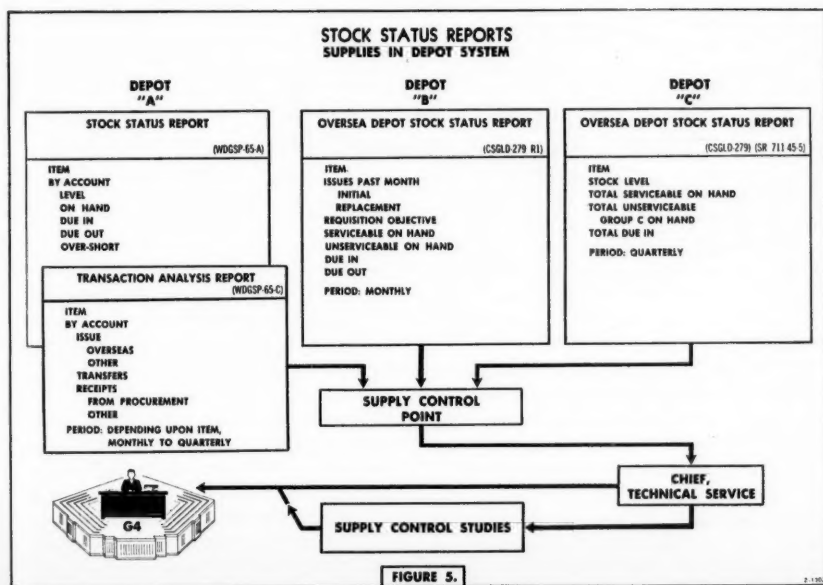 STOCK STATUS REPORTS
SUPPLIES IN DEPOT SYSTEM
DEPOT
"A"
STOCK STATUS REPORT
(WDGSP-65-A)
ITEM
BY ACCOUNT
LEVEL
ON HAND
DUE IN
DUE OUT
OVER-SHORT
TRANSACTION ANALYSIS REPORT
(WDGSP-65-C)
ITEM
BY ACCOUNT
ISSUE
OVERSEAS
OTHER
TRANSFERS
RECEIPTS
FROM PROCUREMENT
OTHER
PERIOD: DEPENDING UPON ITEM,
MONTHLY TO QUARTERLY
DEPOT
"B"
OVERSEA DEPOT STOCK STATUS REPORT
(CSGLD-279 R1)
ITEM
ISSUES PAST MONTH
INITIAL
REPLACEMENT
REQUISITION OBJECTIVE
SERVICEABLE ON HAND
UNSERVICEABLE ON HAND
DUE IN
DUE OUT
PERIOD: MONTHLY
DEPOT
"C"
OVERSEA DEPOT STOCK STATUS REPORT
(CSGLD-279) (SR 711-45-5)
ITEM
STOCK LEVEL
TOTAL SERVICEABLE ON HAND
TOTAL UNSERVICEABLE
GROUP C ON HAND
TOTAL DUE IN
PERIOD: QUARTERLY
SUPPLY CONTROL
POINT
CHIEF,
TECHNICAL SERVICE
SUPPLY CONTROL STUDIES
G4
FIGURE 5.